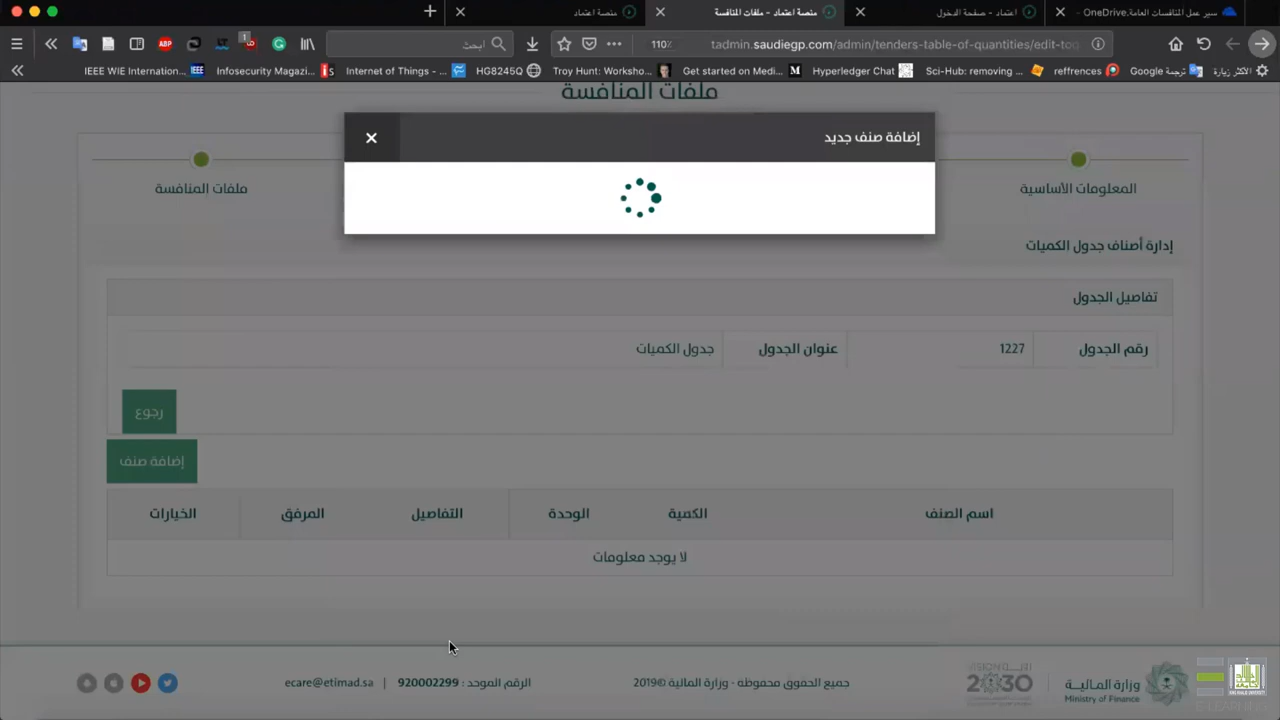 سير عمل المنافسات العامة.OneDrive
اعتماد - صفحة الدخول
منصة اعتماد - ملفات المنافسة
منصة اعتماد
tadmin.saudiegp.com/admin/tenders-table-of-quantities/edit-to
110%
ابحث
الأكثر زيارة
ترجمة Google
reffrences
Sci-Hub: removing ...
Hyperledger Chat
Get started on Medi...
Troy Hunt: Worksho...
HG8245Q
Internet of Things - ...
Infosecurity Magazi...
IEEE WIE Internation...
ملفات المنافسة
إضافة صنف جديد
المعلومات الأساسية
ملفات المنافسة
إدارة أصناف جدول الكميات
تفاصيل الجدول
رقم الجدول 1227 عنوان الجدول جدول الكميات
رجوع
إضافة صنف
اسم الصنف الكمية الوحدة التفاصيل المرفق الخيارات
لا يوجد معلومات
VISION رؤية
2030
وزارة المالية
Ministry of Finance
جميع الحقوق محفوظه - وزارة المالية ©2019
الرقم الموحد : 920002299 | ecare@etimad.sa